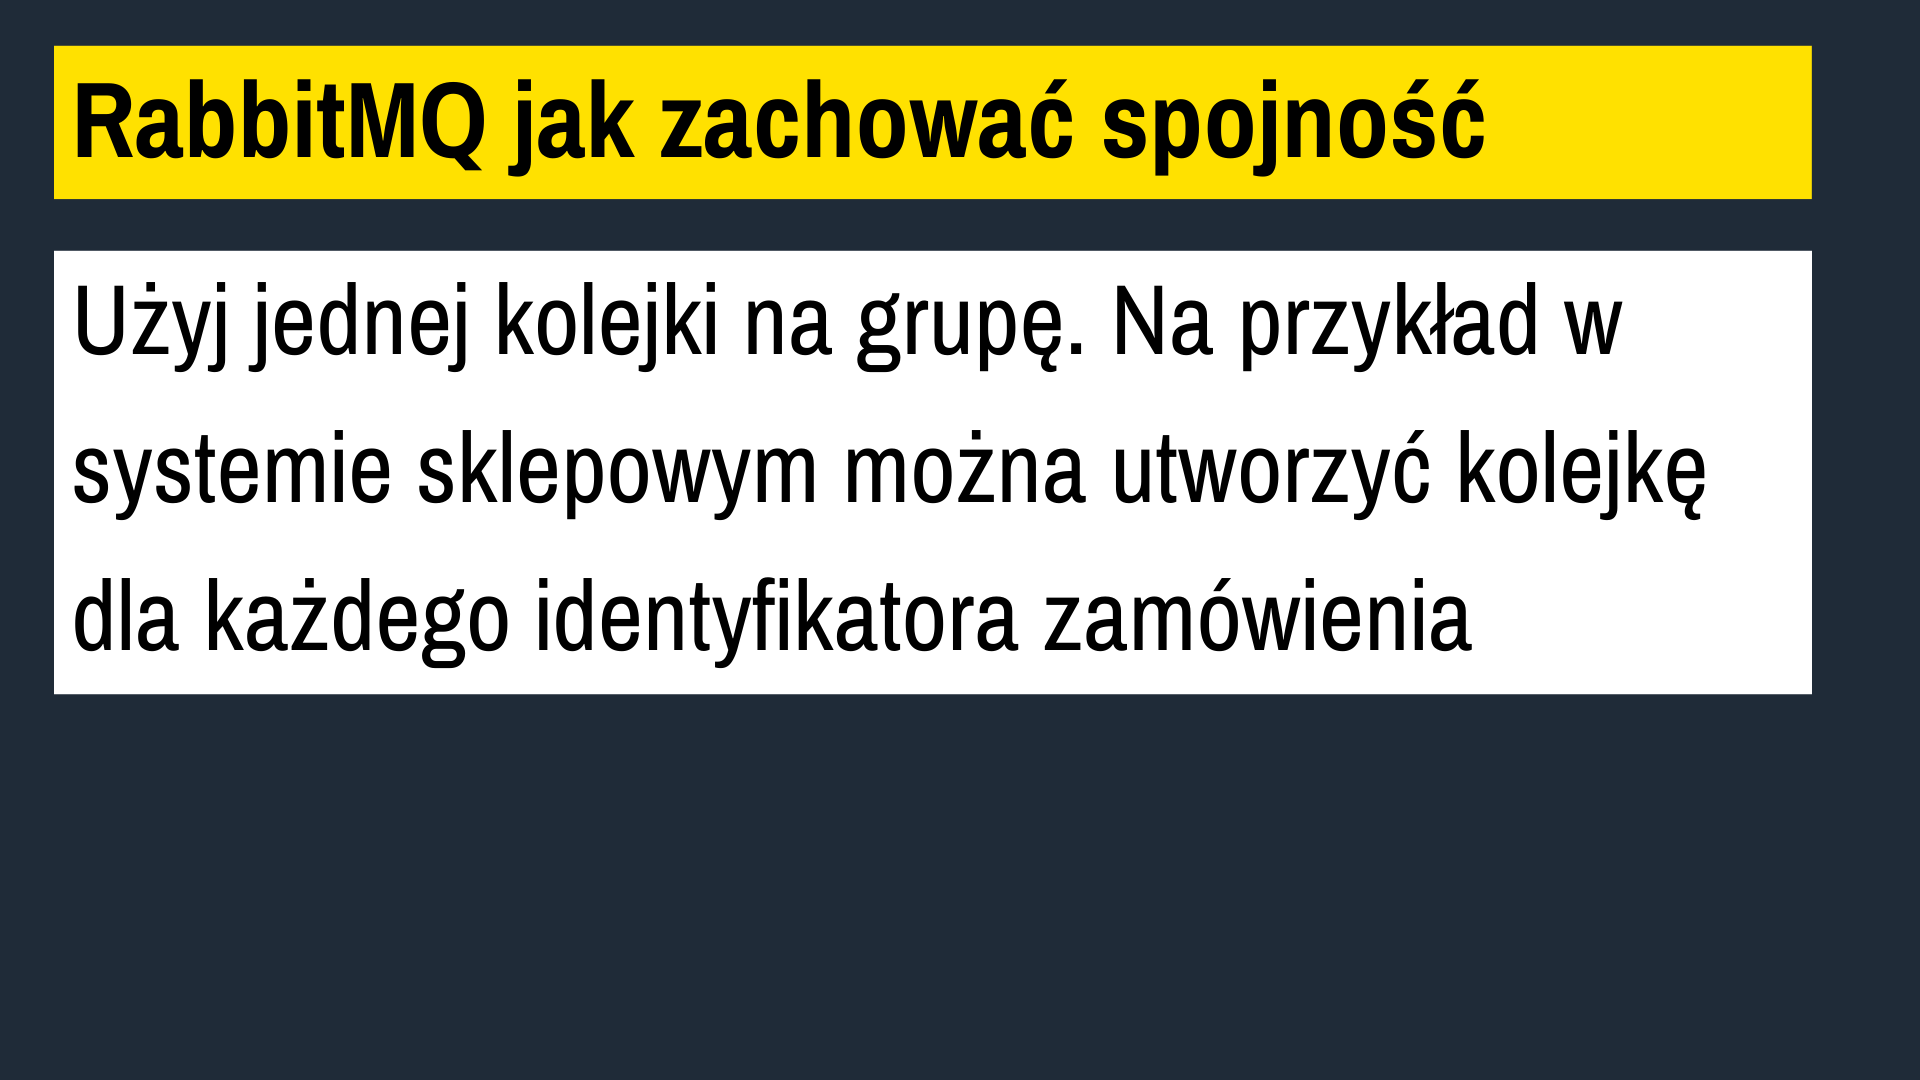 RabbitMQ jak zachować spojność
Użyj jednej kolejki na grupę. Na przykład w
systemie sklepowym można utworzyć kolejkę
dla każdego identyfikatora zamówienia